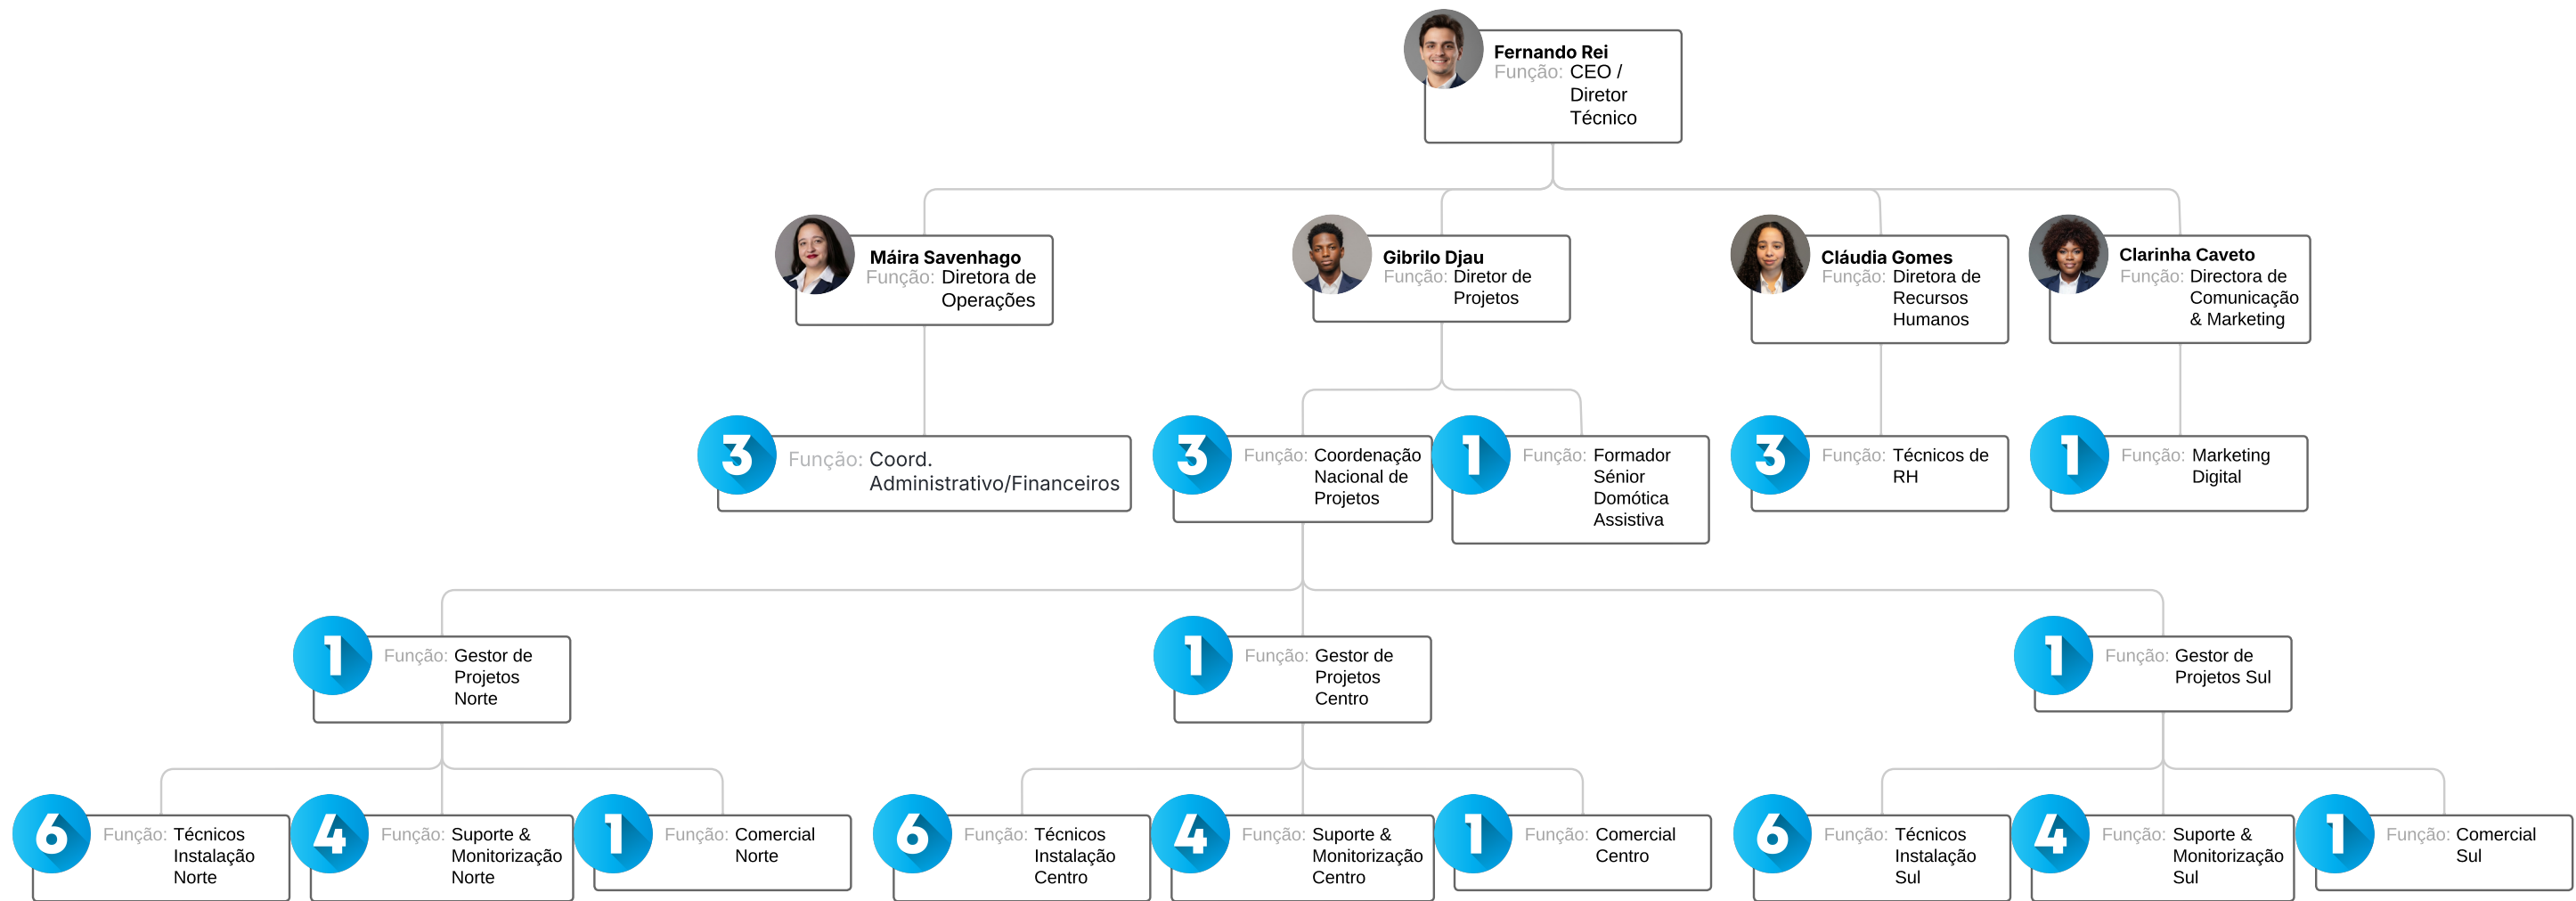 Fernando Rei
Função: CEO /
Diretor
Técnico
Máira Savenhago
Função: Diretora de
Operações
Gibrilo Djau
Função: Diretor de
Projetos
Cláudia Gomes
Função: Diretora de
Recursos
Humanos
Clarinha Caveto
Função: Directora de
Comunicação
& Marketing
3
Função: Coord.
Administrativo/Financeiros
3
Função: Coordenação
Nacional de
Projetos
1
Função: Formador
Sénior
Domótica
Assistiva
3
Função: Técnicos de
RH
1
Função: Marketing
Digital
1
Função: Gestor de
Projetos
Norte
1
Função: Gestor de
Projetos
Centro
1
Função: Gestor de
Projetos Sul
6
Função: Técnicos
Instalação
Norte
4
Função: Suporte &
Monitorização
Norte
1
Função: Comercial
Norte
6
Função: Técnicos
Instalação
Centro
4
Função: Suporte &
Monitorização
Centro
1
Função: Comercial
Centro
6
Função: Técnicos
Instalação
Sul
4
Função: Suporte &
Monitorização
Sul
1
Função: Comercial
Sul